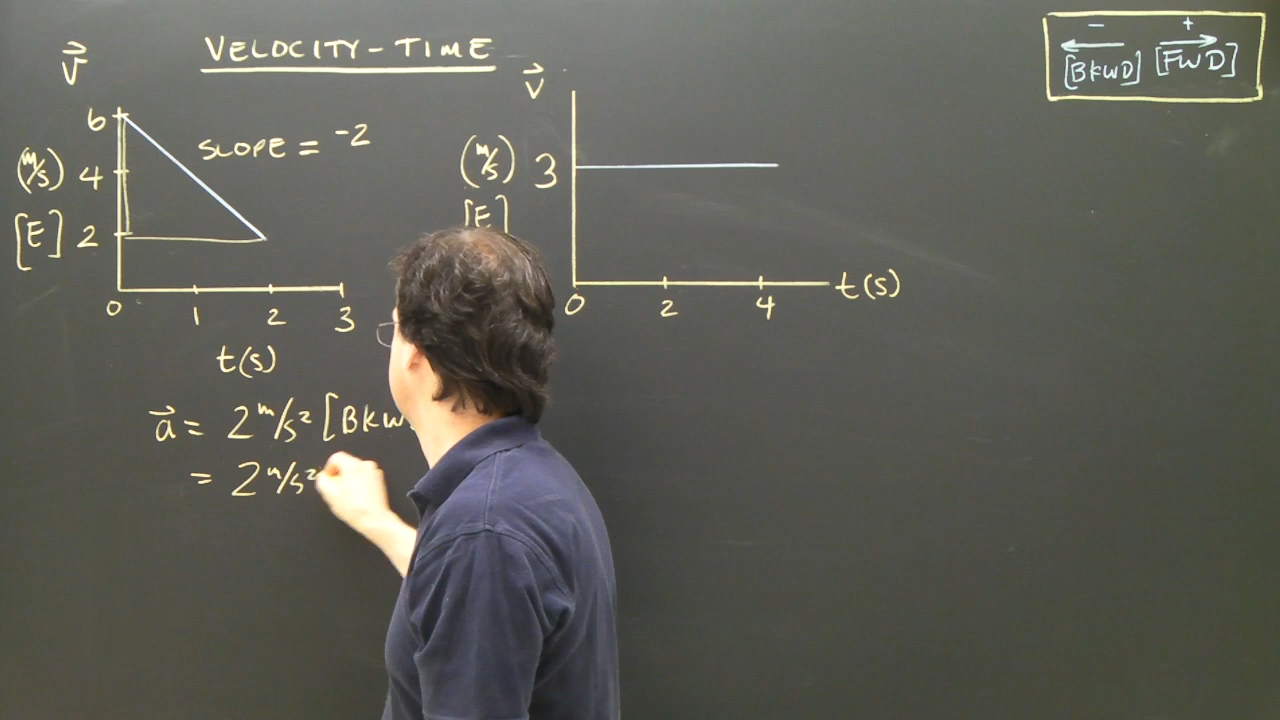 VELOCITY-TIME
- +
[BKWD] [FWD]
v
6
(m/s) 4
[E] 2
0 1 2 3
t(s)
SLOPE = -2
v
(m/s) 3
[E]
0 2 4 t(s)
a = 2 m/s² [BKW
= 2 m/s²